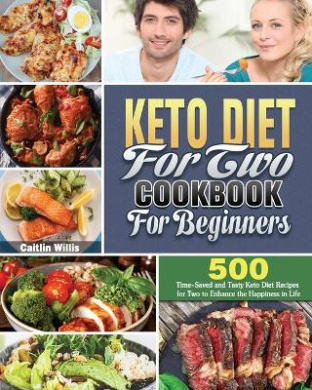 KETO DIET
For Two
COOKBOOK
For Beginners
Caitlin Willis
500
Time-Saved and Tasty Keto Diet Recipes
for Two to Enhance the Happiness in Life